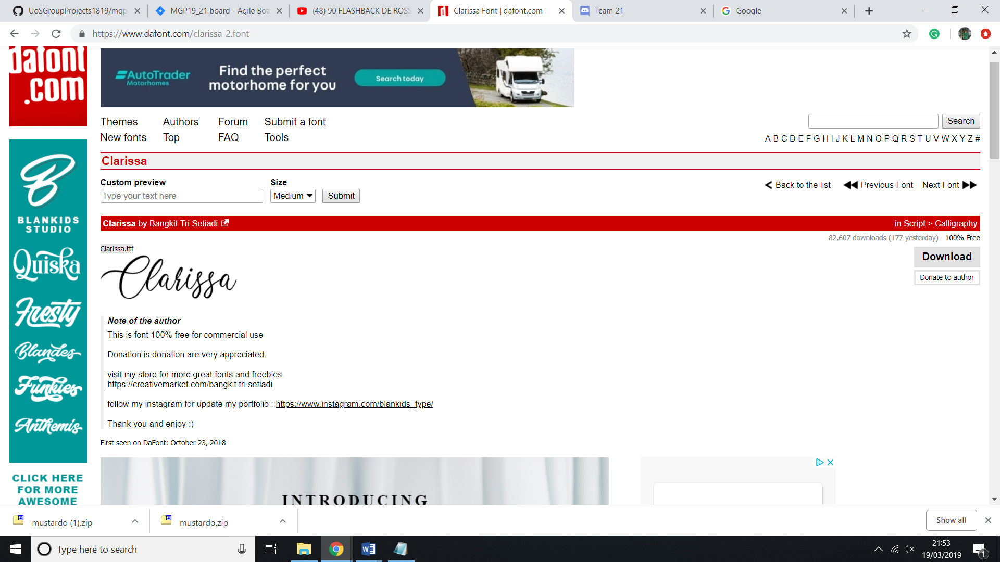 UoSGroupProjects1819/mgp
MGP19_21 board - Agile Boa
(48) 90 FLASHBACK DE ROSS
Clarissa Font | dafont.com
Team 21
Google
https://www.dafont.com/clarissa-2.font
dafont
.com
AutoTrader
Motorhomes
Find the perfect
motorhome for you
Search today
Themes Authors Forum Submit a font
New fonts Top FAQ Tools
Search
A B C D E F G H I J K L M N O P Q R S T U V W X Y Z #
Clarissa
Custom preview Size
Type your text here Medium Submit
Back to the list Previous Font Next Font
Clarissa by Bangkit Tri Setiadi in Script > Calligraphy
82,607 downloads (177 yesterday) 100% Free
Clarissa.ttf
Download
Donate to author
Clarissa
Note of the author
This is font 100% free for commercial use
Donation is donation are very appreciated.
visit my store for more great fonts and freebies.
https://creativemarket.com/bangkit.tri.setiadi
follow my instagram for update my portfolio : https://www.instagram.com/blankids_type/
Thank you and enjoy :)
First seen on DaFont: October 23, 2018
B
BLANKIDS
STUDIO
Quiska
Fresty
Blandes
Funkies
Anthemis
CLICK HERE
FOR MORE
AWESOME
INTRODUCING
mustardo (1).zip
mustardo.zip
Show all
Type here to search
21:53
19/03/2019
1